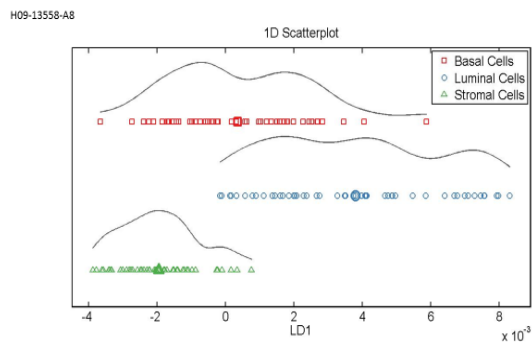 H09-13558-A8
1D Scatterplot
Basal Cells
Luminal Cells
Stromal Cells
-4 -2 0 2 4 6 8
x 10⁻³
LD1